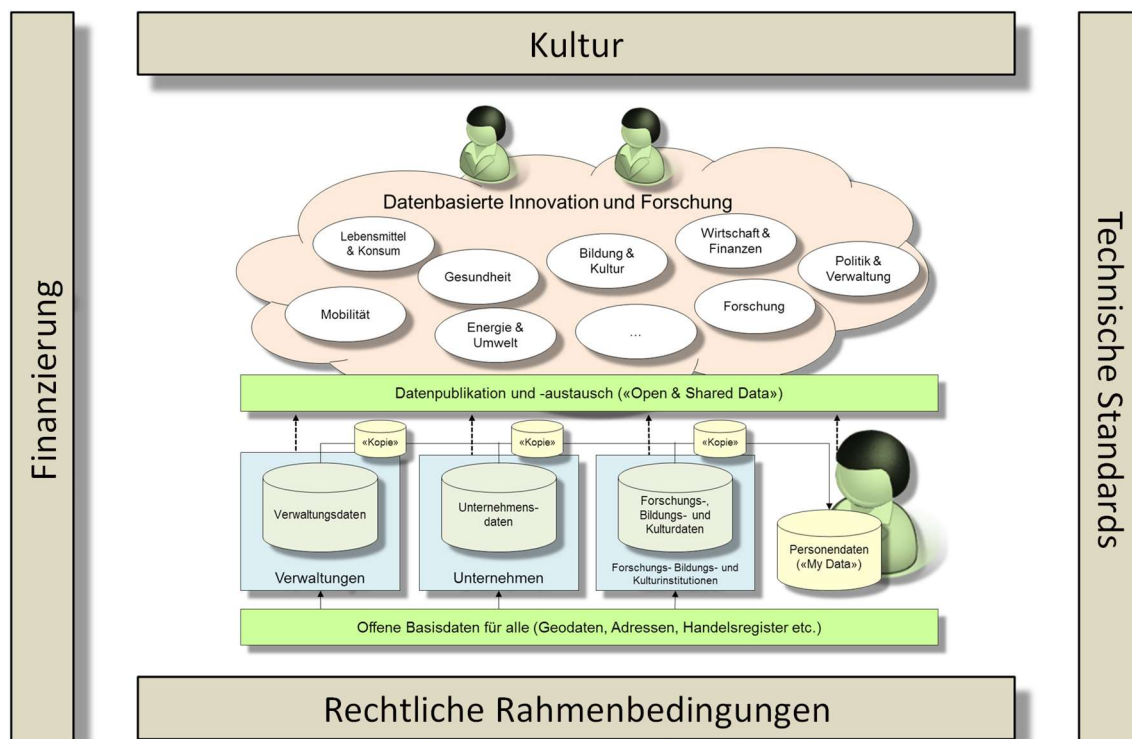 Kultur
Finanzierung
Technische Standards
Datenbasierte Innovation und Forschung
Lebensmittel
& Konsum
Gesundheit
Bildung &
Kultur
Wirtschaft &
Finanzen
Politik &
Verwaltung
Mobilität
Energie &
Umwelt
...
Forschung
Datenpublikation und -austausch («Open & Shared Data»)
«Kopie»
«Kopie»
«Kopie»
Verwaltungsdaten
Verwaltungen
Unternehmens-
daten
Unternehmen
Forschungs-,
Bildungs- und
Kulturdaten
Forschungs- Bildungs- und
Kulturinstitutionen
Personendaten
(«My Data»)
Offene Basisdaten für alle (Geodaten, Adressen, Handelsregister etc.)
Rechtliche Rahmenbedingungen